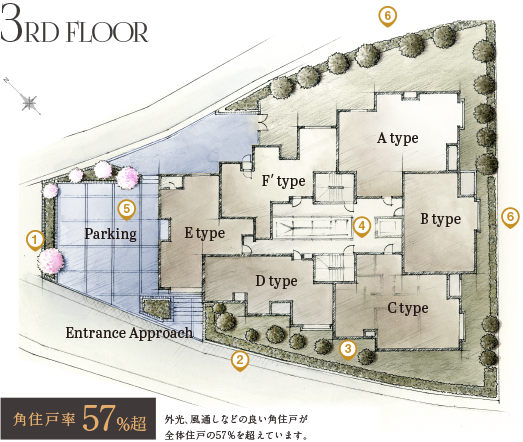 3RD FLOOR
N
6
A type
F' type
5
Parking
1
E type
4
B type
6
D type
C type
Entrance Approach
2
3
角住戸率 57%超
外光、風通しなどの良い角住戸が
全体住戸の57%を超えています。